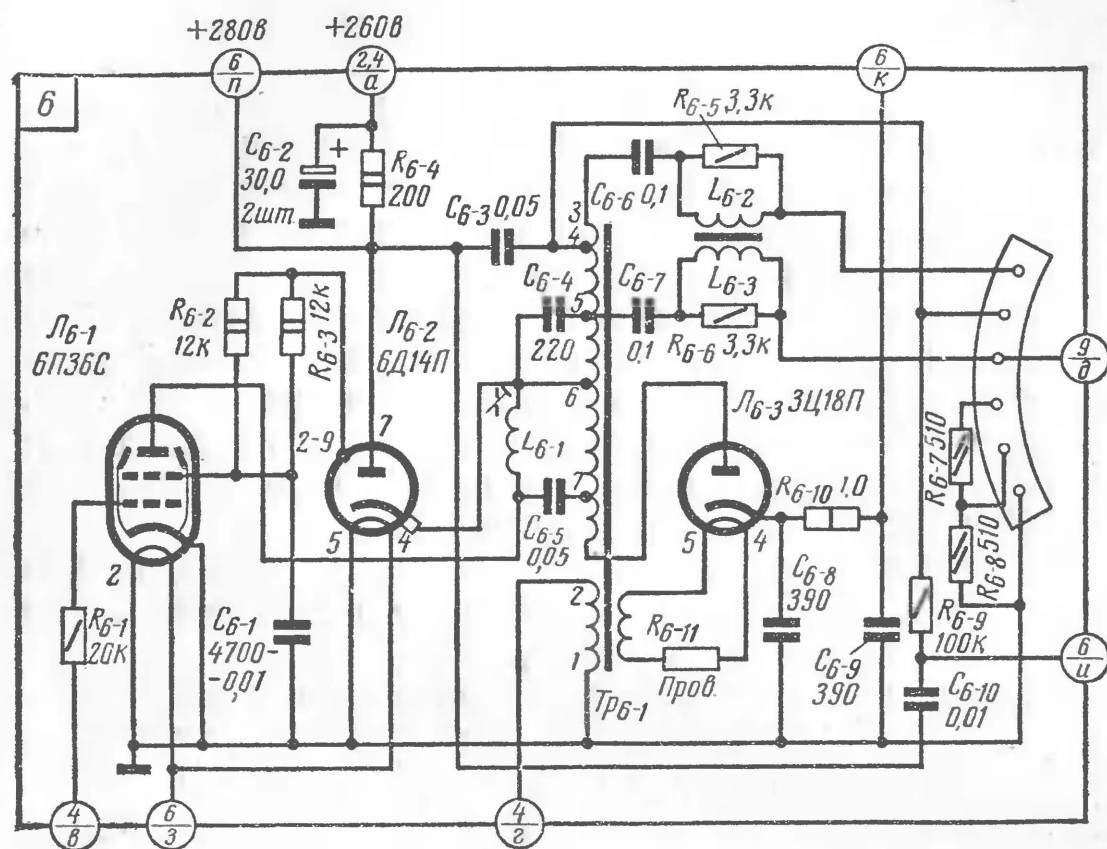 +280В
+260В
6
п
2,4
а
6
к
6
R6-5 3,3к
C6-2
30,0
2шт.
+
R6-4
200
C6-3 0,05
C6-6 0,1
L6-2
3
4
C6-4
220
5
C6-7
0,1
L6-3
R6-6 3,3к
9
д
Л6-1
6П36С
R6-2
12к
R6-3 12к
Л6-2
6Д14П
6
Л6-3 3Ц18П
2-9
7
L6-1
7
R6-7 510
R6-10 1,0
5
4
C6-5
0,05
5
4
R6-8 510
2
R6-1
20к
C6-1
4700-
-0,01
2
1
R6-11
Пров.
C6-8
390
C6-9
390
R6-9
100к
6
и
C6-10
0,01
Тр6-1
4
в
6
З
4
г